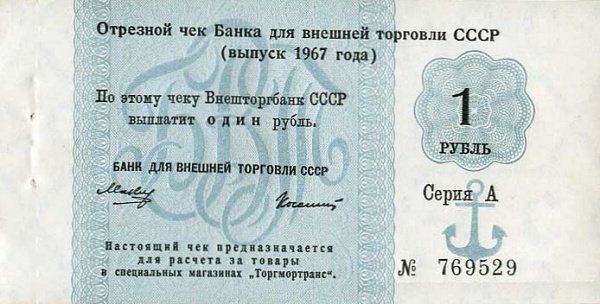 Отрезной чек Банка для внешней торговли СССР
(выпуск 1967 года)
По этому чеку Внешторгбанк СССР
выплатит один рубль.
БАНК ДЛЯ ВНЕШНЕЙ ТОРГОВЛИ СССР
Настоящий чек предназначается
для расчета за товары
в специальных магазинах „Торгмортранс“.
1
РУБЛЬ
Серия А
№ 769529